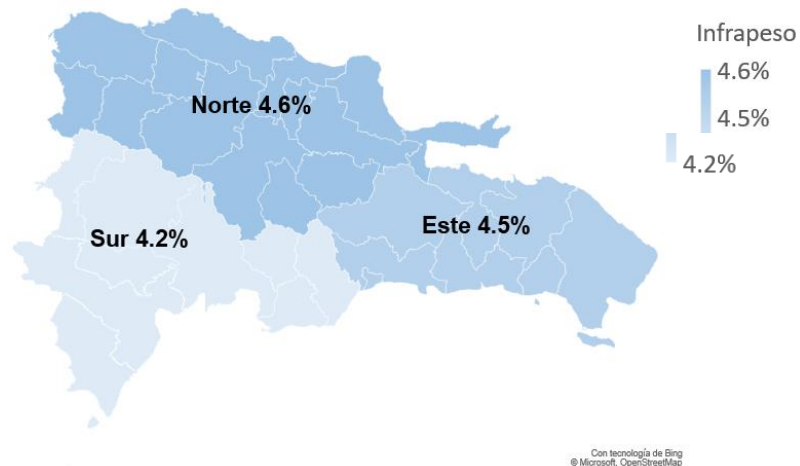 Infrapeso
4.6%
4.5%
4.2%
Norte 4.6%
Sur 4.2%
Este 4.5%
Con tecnología de Bing
© Microsoft, OpenStreetMap